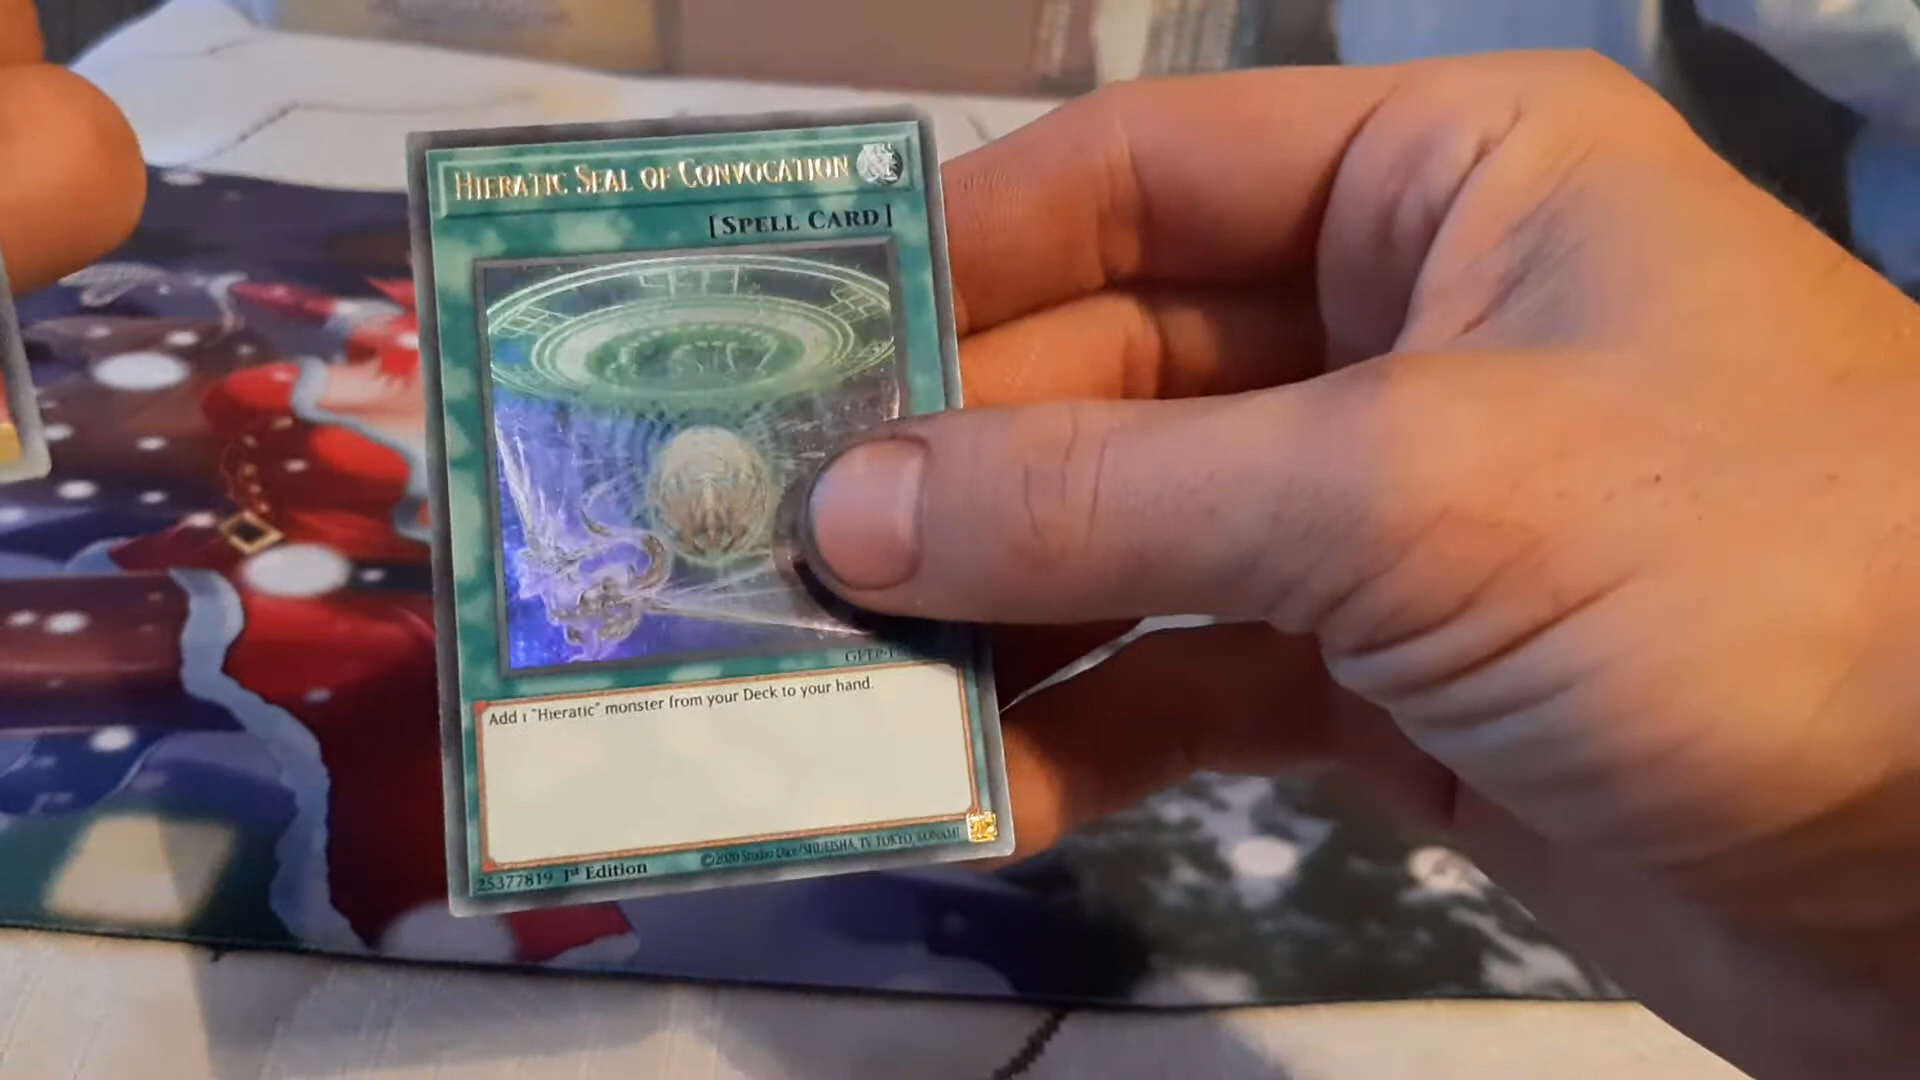 HIERATIC SEAL OF CONVOCATION
[SPELL CARD]
Add 1 "Hieratic" monster from your Deck to your hand.
25377819 1st Edition
©2020 Studio Dice/SHUEISHA, TV TOKYO, KONAMI